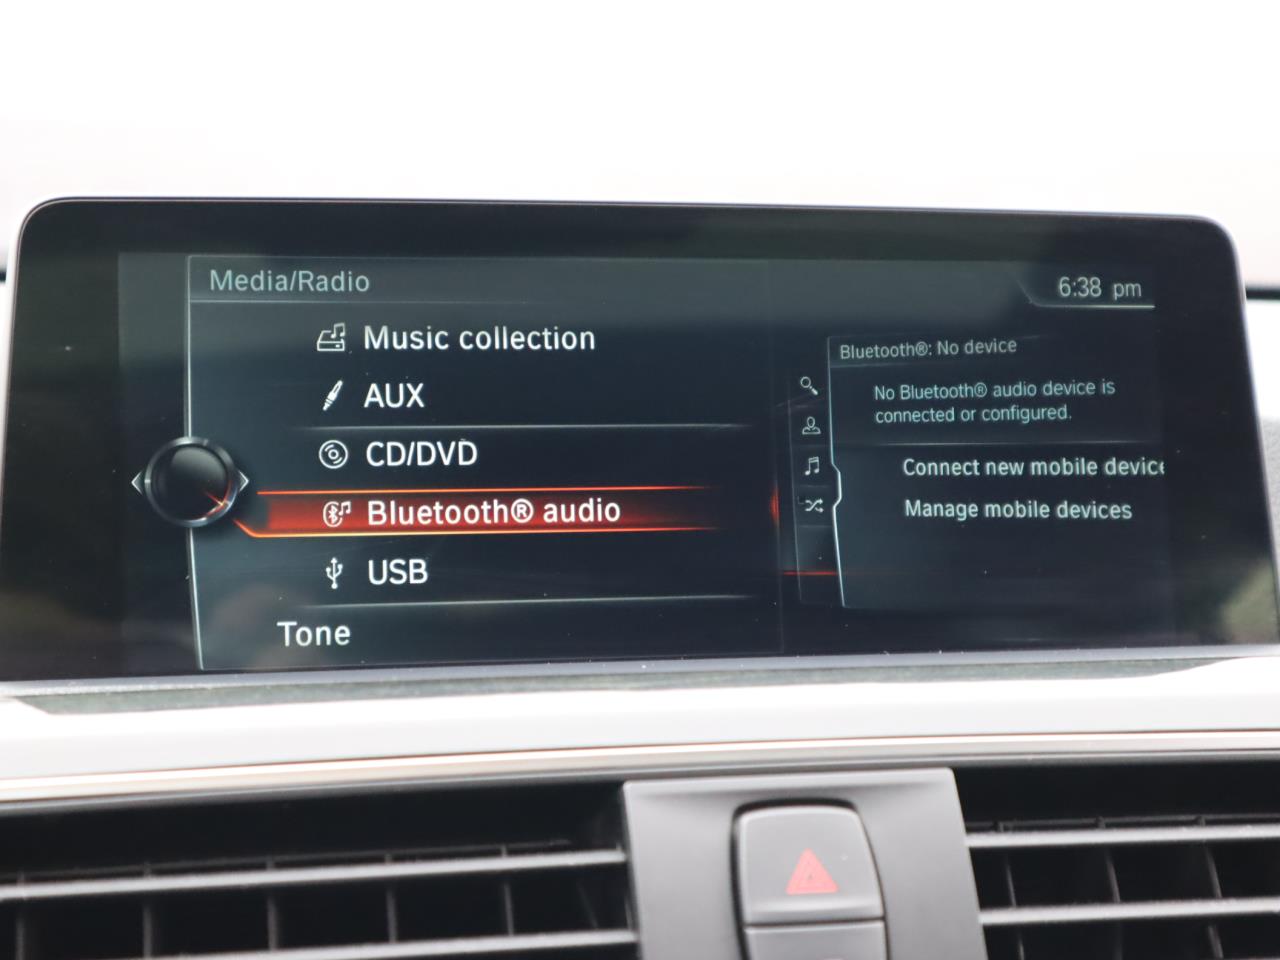 Media/Radio
6:38 pm
Music collection
AUX
CD/DVD
Bluetooth® audio
USB
Tone
Bluetooth®: No device
No Bluetooth® audio device is
connected or configured.
Connect new mobile device
Manage mobile devices